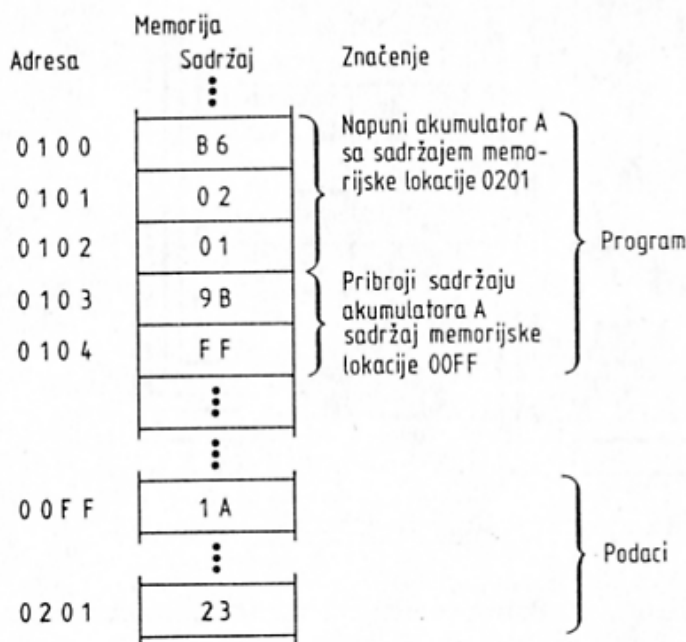 Memorija
Adresa Sadržaj Značenje
0100 B6 Napuni akumulator A
sa sadržajem memo-
0101 02 rijske lokacije 0201
0102 01 Program
0103 9B Pribroji sadržaju
akumulatora A
0104 FF sadržaj memorijske
lokacije 00FF
00FF 1A
Podaci
0201 23